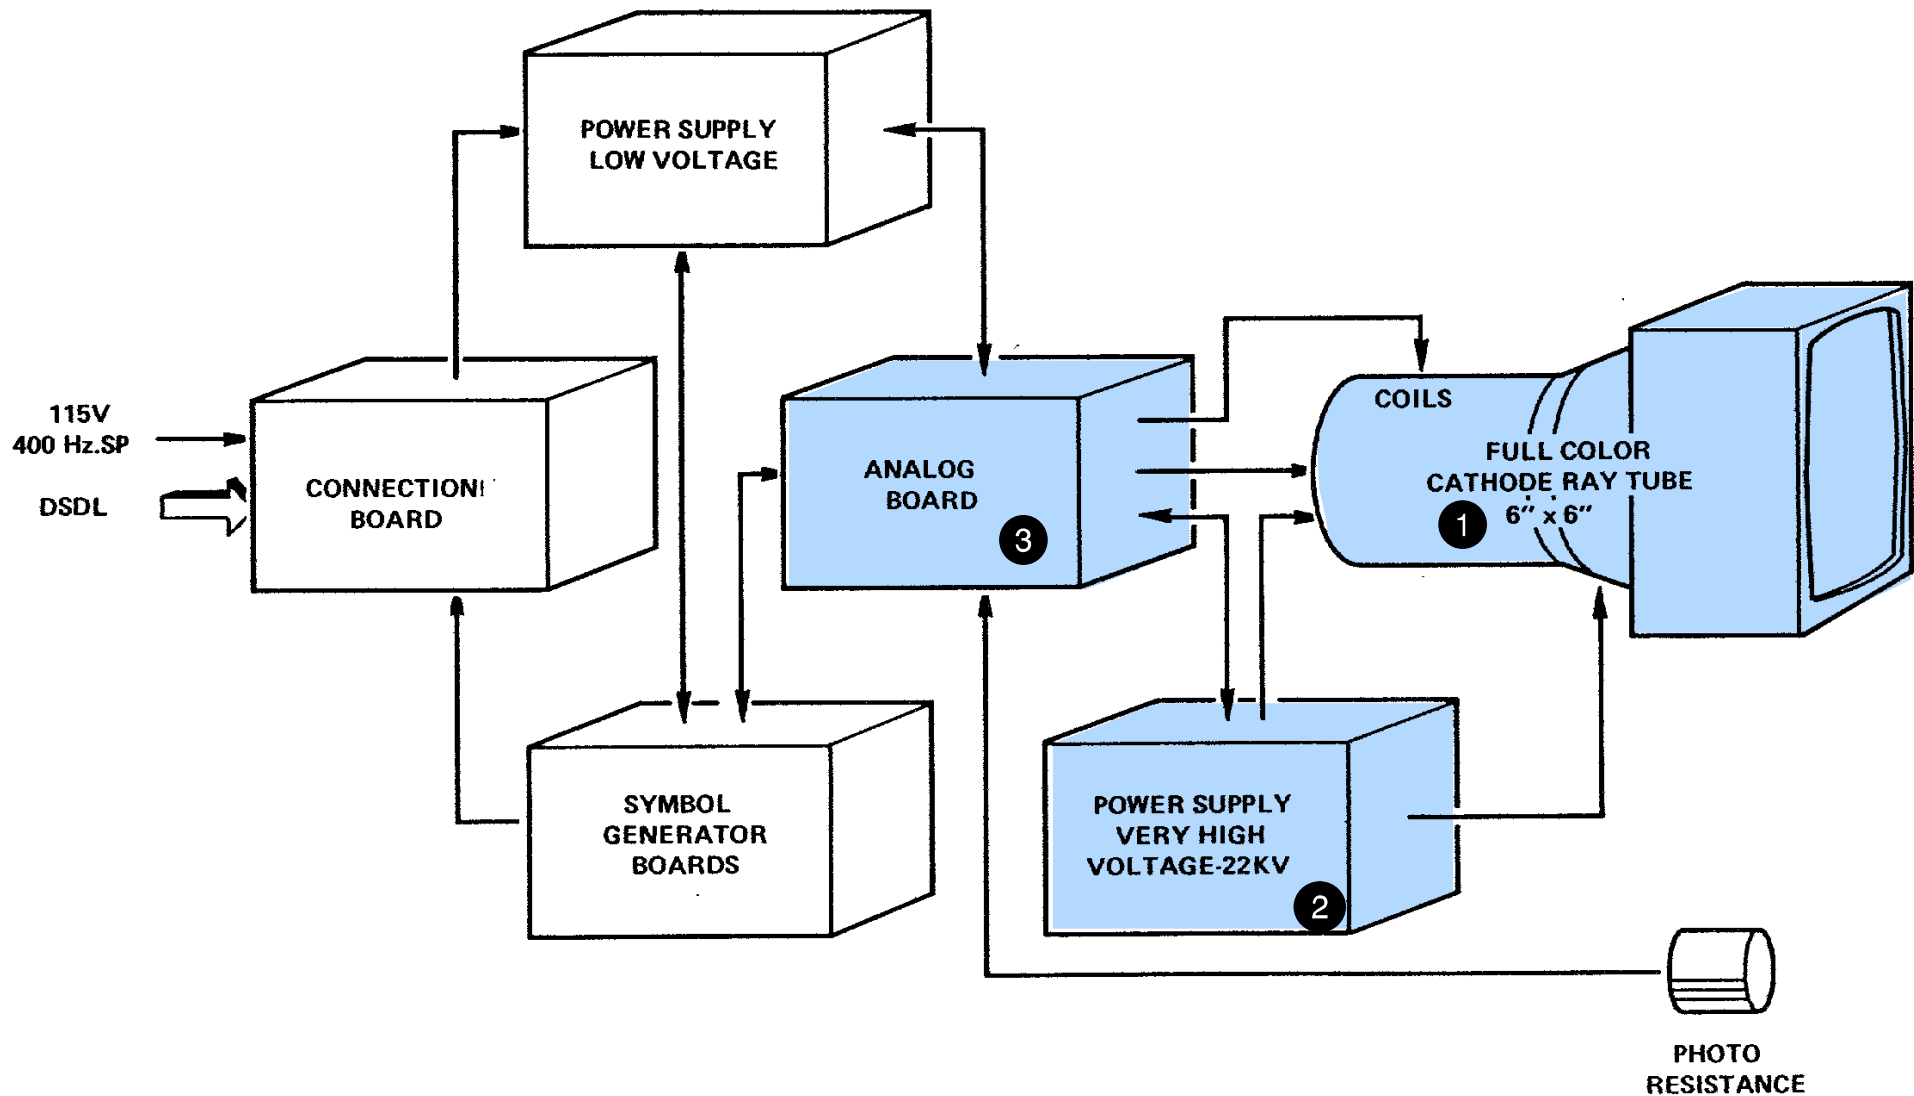 POWER SUPPLY
LOW VOLTAGE
115V
400 Hz.SP
DSDL
CONNECTION
BOARD
ANALOG
BOARD
3
COILS
FULL COLOR
CATHODE RAY TUBE
6" x 6"
1
SYMBOL
GENERATOR
BOARDS
POWER SUPPLY
VERY HIGH
VOLTAGE-22KV
2
PHOTO
RESISTANCE